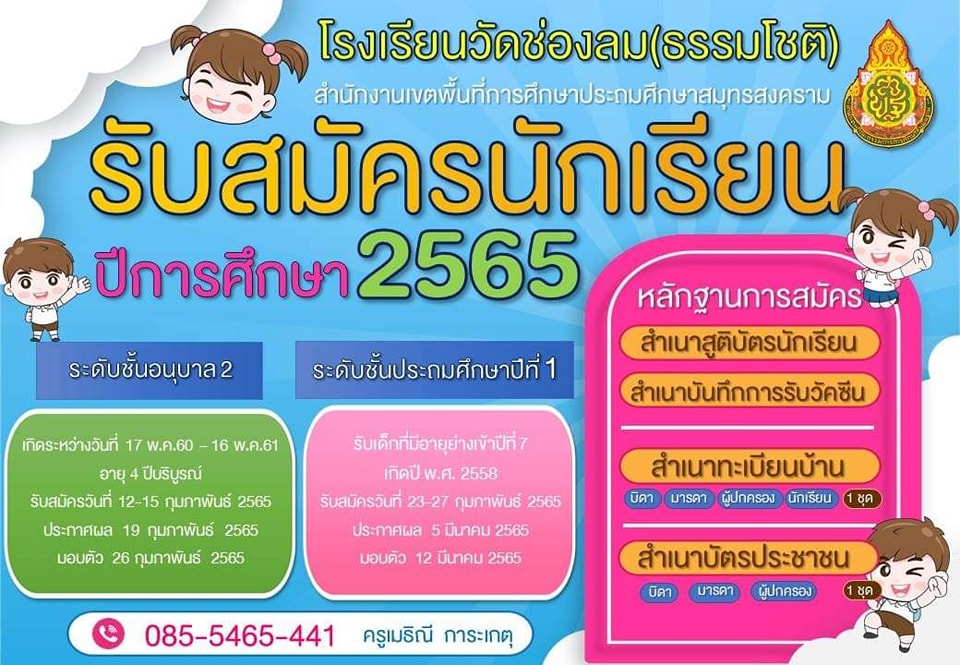 โรงเรียนวัดช่องลม(ธรรมโชติ)
สำนักงานเขตพื้นที่การศึกษาประถมศึกษาสมุทรสงคราม
รับสมัครนักเรียน
ปีการศึกษา 2565
ระดับชั้นอนุบาล 2
เกิดระหว่างวันที่ 17 พ.ค.60 – 16 พ.ค.61
อายุ 4 ปีบริบูรณ์
รับสมัครวันที่ 12-15 กุมภาพันธ์ 2565
ประกาศผล 19 กุมภาพันธ์ 2565
มอบตัว 26 กุมภาพันธ์ 2565
ระดับชั้นประถมศึกษาปีที่ 1
รับเด็กที่มีอายุย่างเข้าปีที่ 7
เกิดปี พ.ศ. 2558
รับสมัครวันที่ 23-27 กุมภาพันธ์ 2565
ประกาศผล 5 มีนาคม 2565
มอบตัว 12 มีนาคม 2565
หลักฐานการสมัคร
สำเนาสูติบัตรนักเรียน
สำเนาบันทึกการรับวัคซีน
สำเนาทะเบียนบ้าน
บิดา มารดา ผู้ปกครอง นักเรียน 1 ชุด
สำเนาบัตรประชาชน
บิดา มารดา ผู้ปกครอง 1 ชุด
085-5465-441 ครูเมธิณี การะเกตุ